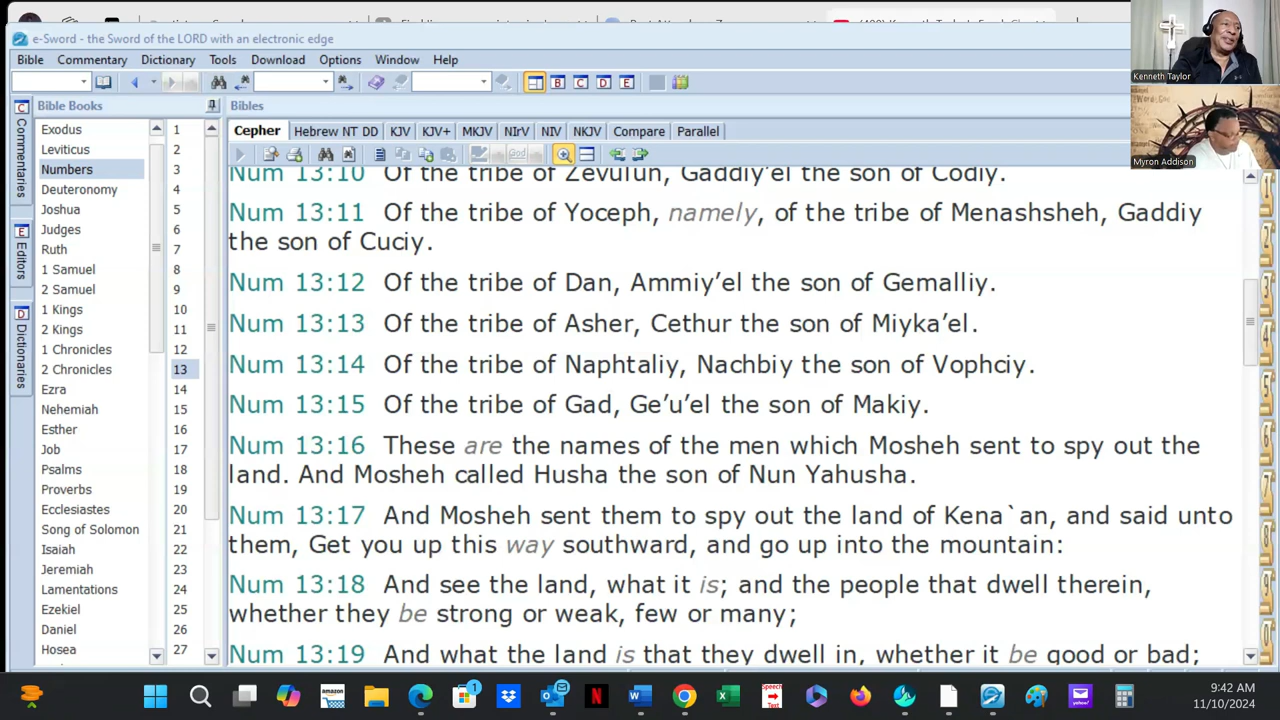 e-Sword - the Sword of the LORD with an electronic edge
Kenneth Taylor
Bible Commentary Dictionary Tools Download Options Window Help
B C D E
Bible Books
Bibles
Commentaries
Editors
Dictionaries
Cepher Hebrew NT DD KJV KJV+ MKJV NIrV NIV NKJV Compare Parallel
Myron Addison
Exodus 1
Leviticus 2
Numbers 3
Deuteronomy 4
Joshua 5
Judges 6
Ruth 7
1 Samuel 8
2 Samuel 9
1 Kings 10
2 Kings 11
1 Chronicles 12
2 Chronicles 13
Ezra 14
Nehemiah 15
Esther 16
Job 17
Psalms 18
Proverbs 19
Ecclesiastes 20
Song of Solomon 21
Isaiah 22
Jeremiah 23
Lamentations 24
Ezekiel 25
Daniel 26
Hosea 27
Num 13:10 Of the tribe of Zevulun, Gaddiy’el the son of Codiy.
Num 13:11 Of the tribe of Yoceph, namely, of the tribe of Menashsheh, Gaddiy
the son of Cuciy.
Num 13:12 Of the tribe of Dan, Ammiy’el the son of Gemalliy.
Num 13:13 Of the tribe of Asher, Cethur the son of Miyka’el.
Num 13:14 Of the tribe of Naphtaliy, Nachbiy the son of Vophciy.
Num 13:15 Of the tribe of Gad, Ge’u’el the son of Makiy.
Num 13:16 These are the names of the men which Mosheh sent to spy out the
land. And Mosheh called Husha the son of Nun Yahusha.
Num 13:17 And Mosheh sent them to spy out the land of Kena`an, and said unto
them, Get you up this way southward, and go up into the mountain:
Num 13:18 And see the land, what it is; and the people that dwell therein,
whether they be strong or weak, few or many;
Num 13:19 And what the land is that they dwell in, whether it be good or bad;
9:42 AM
11/10/2024